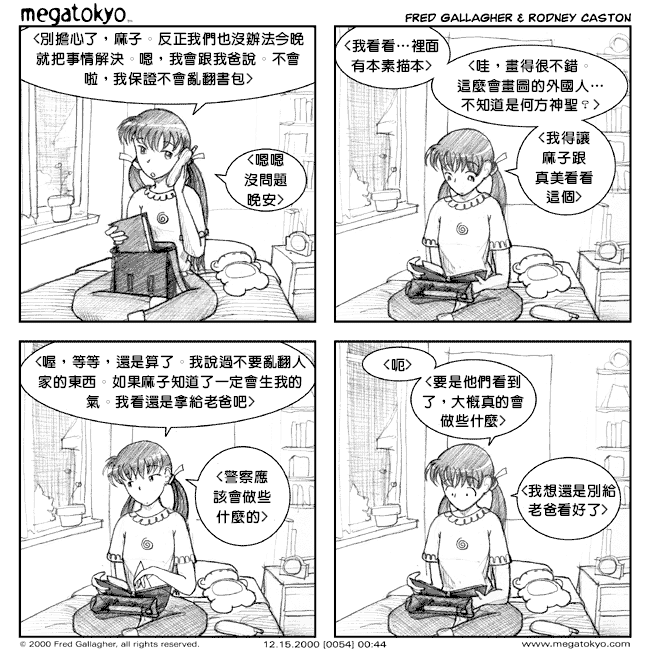 megatokyo™
FRED GALLAGHER & RODNEY CASTON
<別擔心了，麻子。反正我們也沒辦法今晚
就把事情解決。嗯，我會跟我爸說。不會
啦，我保證不會亂翻書包>
<嗯嗯
沒問題
晚安>
<我看看…裡面
有本素描本>
<哇，畫得很不錯。
這麼會畫圖的外國人…
不知道是何方神聖？>
<我得讓
麻子跟
真美看看
這個>
<喔，等等，還是算了。我說過不要亂翻人
家的東西。如果麻子知道了一定會生我的
氣。我看還是拿給老爸吧>
<警察應
該會做些
什麼的>
<呃>
<要是他們看到
了，大概真的會
做些什麼>
<我想還是別給
老爸看好了>
© 2000 Fred Gallagher, all rights reserved.
12.15.2000 [0054] 00:44
www.megatokyo.com